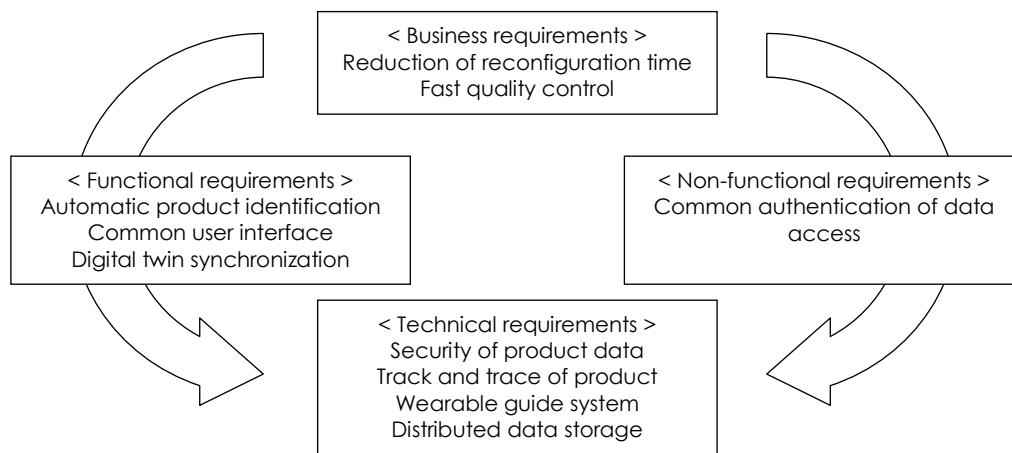 < Business requirements >
Reduction of reconfiguration time
Fast quality control
< Functional requirements >
Automatic product identification
Common user interface
Digital twin synchronization
< Non-functional requirements >
Common authentication of data
access
< Technical requirements >
Security of product data
Track and trace of product
Wearable guide system
Distributed data storage